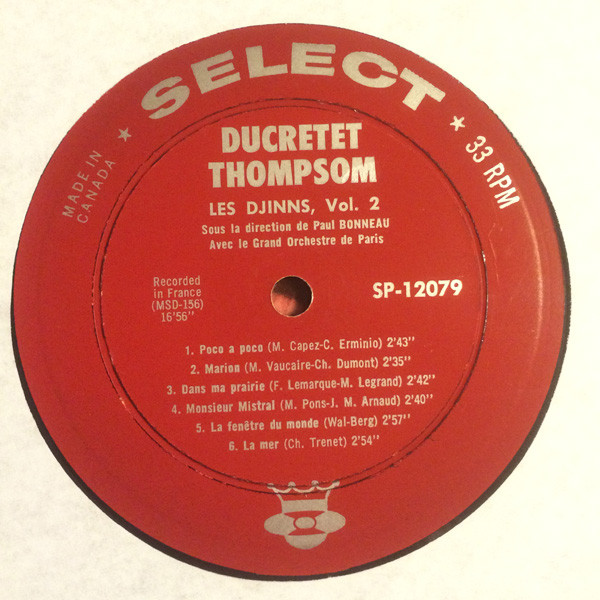 SELECT
MADE IN
CANADA
33 RPM
DUCRETET
THOMPSOM
LES DJINNS, Vol. 2
Sous la direction de Paul BONNEAU
Avec le Grand Orchestre de Paris
Recorded
in France
(MSD-156)
16'56''
SP-12079
1. Poco a poco (M. Capez-C. Erminio) 2'43''
2. Marion (M. Vaucaire-Ch. Dumont) 2'35''
3. Dans ma prairie (F. Lemarque-M. Legrand) 2'42''
4. Monsieur Mistral (M. Pons-J. M. Arnaud) 2'40''
5. La fenêtre du monde (Wal-Berg) 2'57''
6. La mer (Ch. Trenet) 2'54''